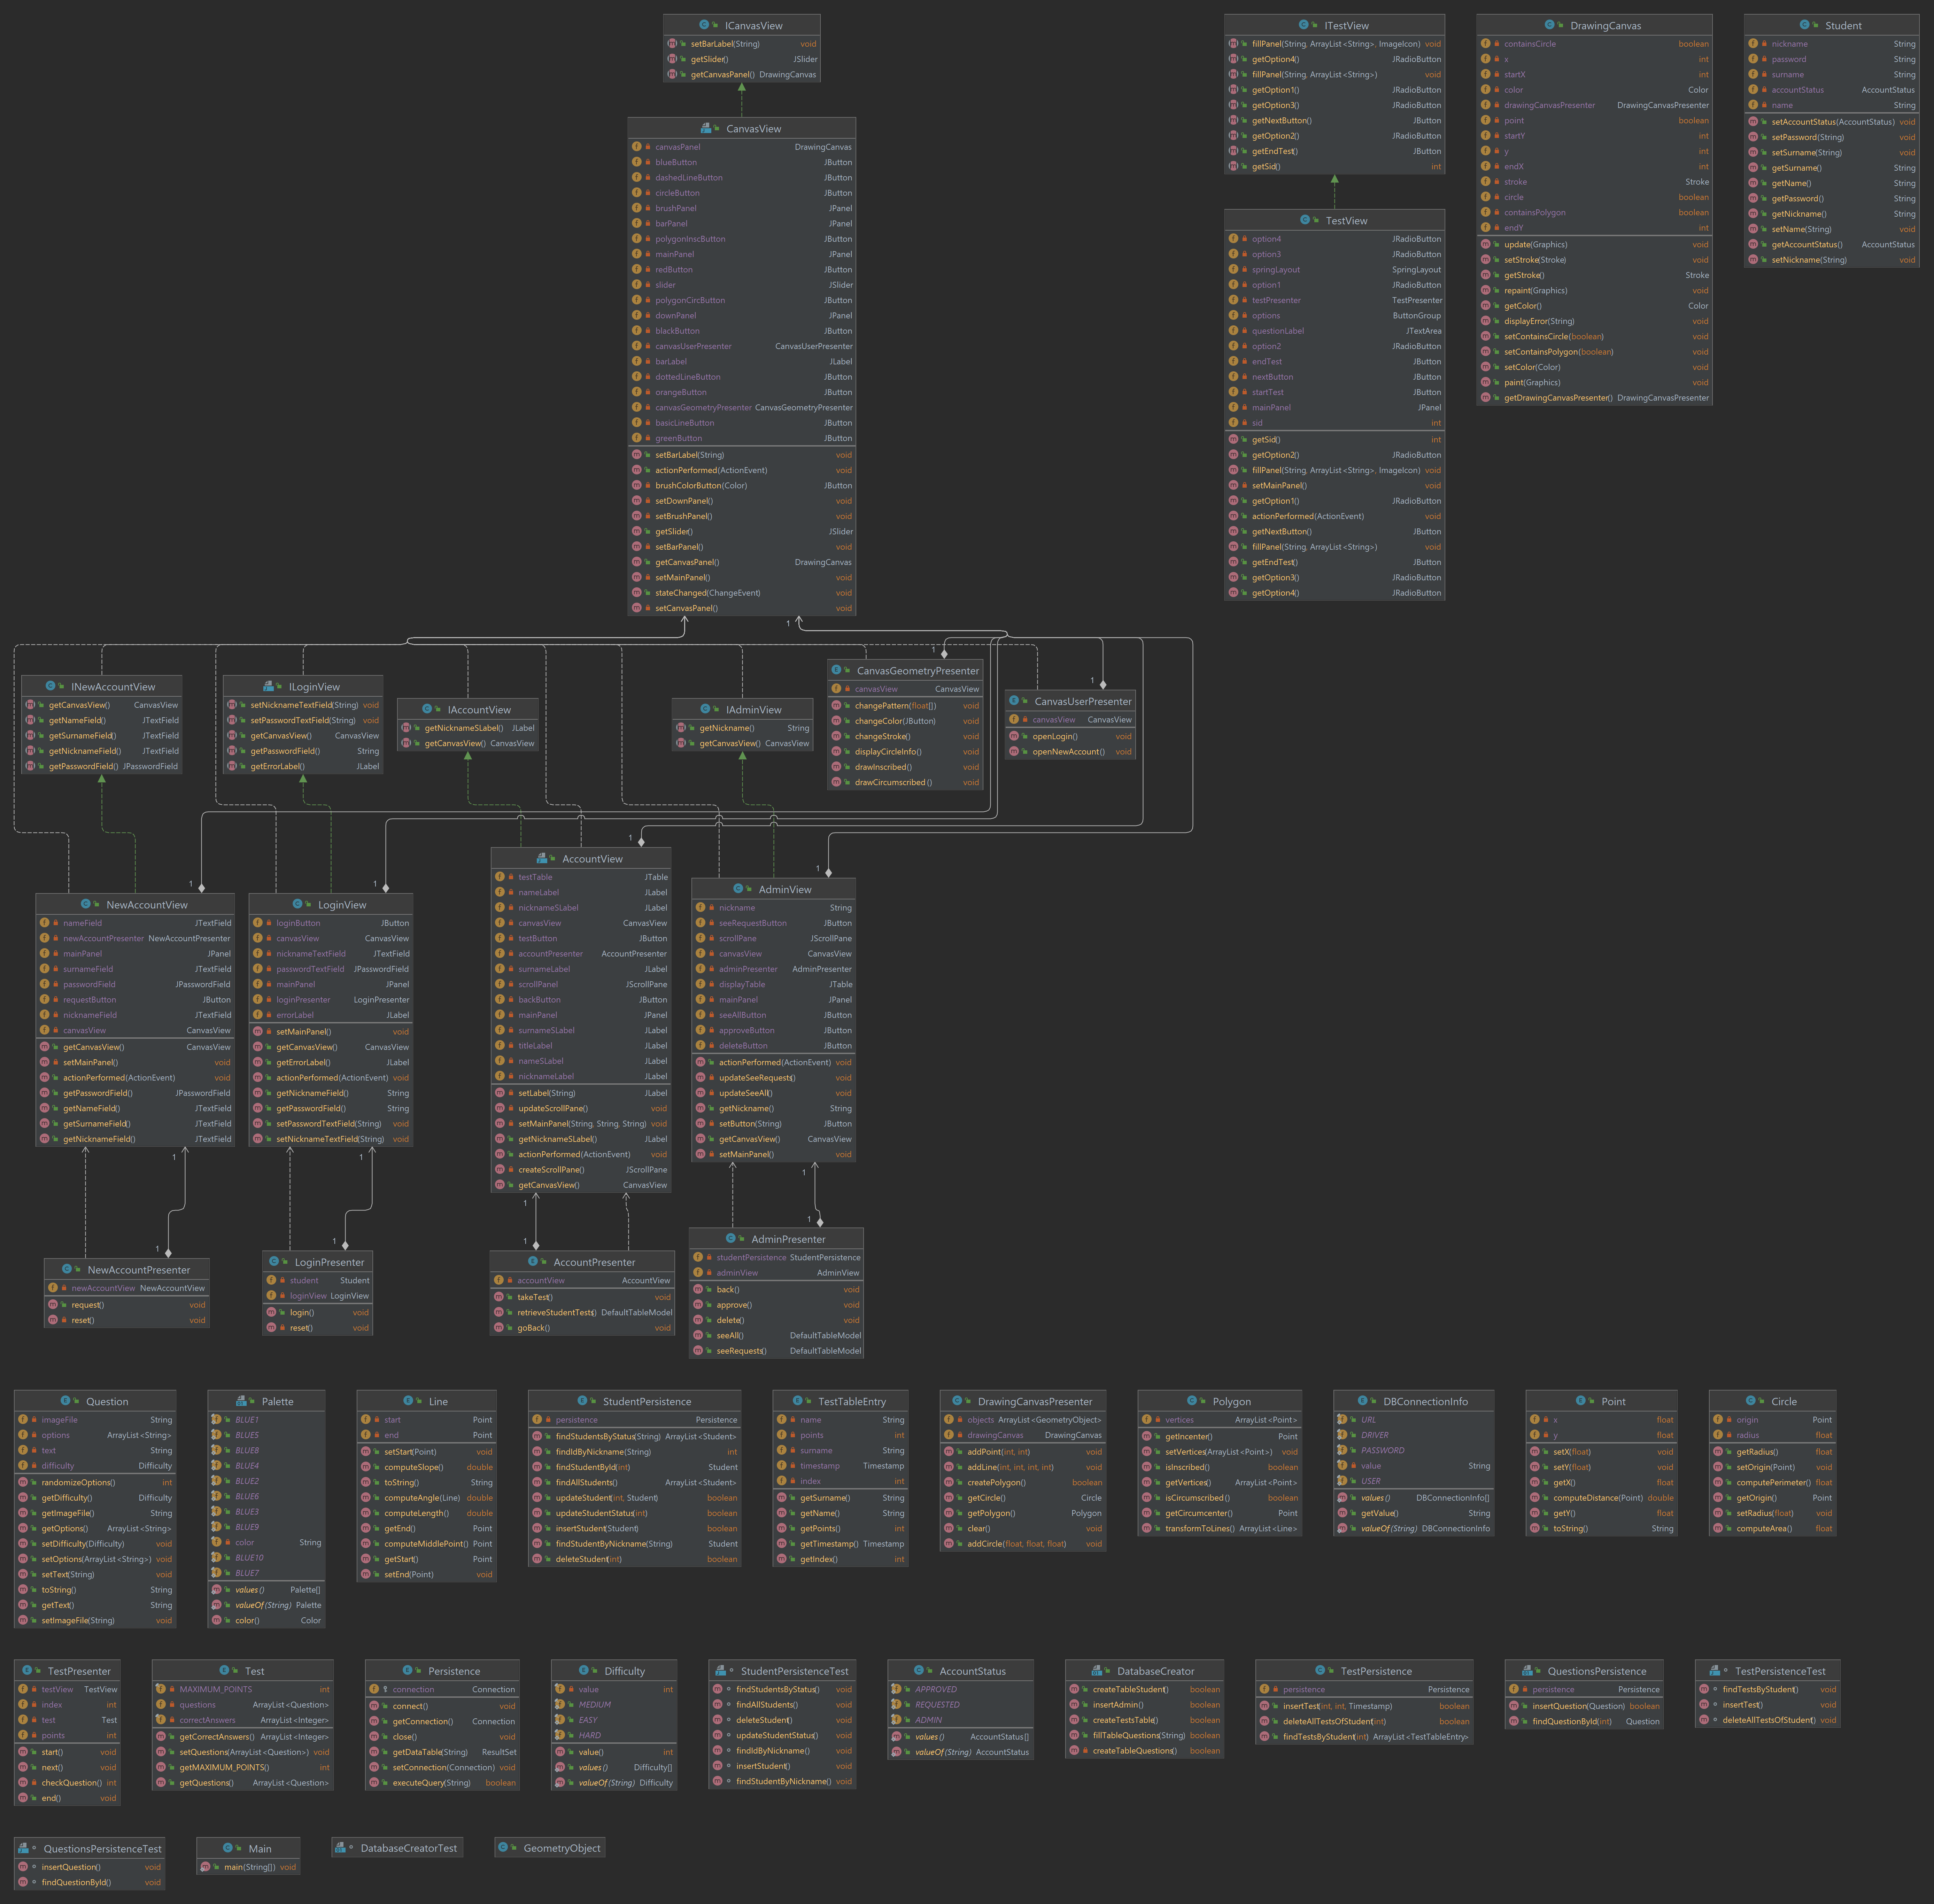 ICanvasView
setBarLabel(String) void
getSlider() JSlider
getCanvasPanel() DrawingCanvas
ITestView
fillPanel(String, ArrayList<String>, ImageIcon) void
getOption4() JRadioButton
fillPanel(String, ArrayList<String>) void
getOption1() JRadioButton
getOption3() JRadioButton
getNextButton() JButton
getOption2() JRadioButton
getEndTest() JButton
getSid() int
DrawingCanvas
containsCircle boolean
x int
startX int
color Color
drawingCanvasPresenter DrawingCanvasPresenter
point boolean
startY int
y int
endX int
stroke Stroke
circle boolean
containsPolygon boolean
endY int
update(Graphics) void
setStroke(Stroke) void
getStroke() Stroke
repaint(Graphics) void
getColor() Color
displayError(String) void
setContainsCircle(boolean) void
setContainsPolygon(boolean) void
setColor(Color) void
paint(Graphics) void
getDrawingCanvasPresenter() DrawingCanvasPresenter
Student
nickname String
password String
surname String
accountStatus AccountStatus
name String
setAccountStatus(AccountStatus) void
setPassword(String) void
setSurname(String) void
getSurname() String
getName() String
getPassword() String
getNickname() String
setName(String) void
getAccountStatus() AccountStatus
setNickname(String) void
CanvasView
canvasPanel DrawingCanvas
blueButton JButton
dashedLineButton JButton
circleButton JButton
brushPanel JPanel
barPanel JPanel
polygonInscButton JButton
mainPanel JPanel
redButton JButton
slider JSlider
polygonCircButton JButton
downPanel JPanel
blackButton JButton
canvasUserPresenter CanvasUserPresenter
barLabel JLabel
dottedLineButton JButton
orangeButton JButton
canvasGeometryPresenter CanvasGeometryPresenter
basicLineButton JButton
greenButton JButton
setBarLabel(String) void
actionPerformed(ActionEvent) void
brushColorButton(Color) JButton
setDownPanel() void
setBrushPanel() void
getSlider() JSlider
setBarPanel() void
getCanvasPanel() DrawingCanvas
setMainPanel() void
stateChanged(ChangeEvent) void
setCanvasPanel() void
TestView
option4 JRadioButton
option3 JRadioButton
springLayout SpringLayout
option1 JRadioButton
testPresenter TestPresenter
options ButtonGroup
questionLabel JTextArea
option2 JRadioButton
endTest JButton
nextButton JButton
startTest JButton
mainPanel JPanel
sid int
getSid() int
getOption2() JRadioButton
fillPanel(String, ArrayList<String>, ImageIcon) void
setMainPanel() void
getOption1() JRadioButton
actionPerformed(ActionEvent) void
getNextButton() JButton
fillPanel(String, ArrayList<String>) void
getEndTest() JButton
getOption3() JRadioButton
getOption4() JRadioButton
1
INewAccountView
getCanvasView() CanvasView
getNameField() JTextField
getSurnameField() JTextField
getNicknameField() JTextField
getPasswordField() JPasswordField
ILoginView
setNicknameTextField(String) void
setPasswordTextField(String) void
getCanvasView() CanvasView
getPasswordField() String
getErrorLabel() JLabel
IAccountView
getNicknameSLabel() JLabel
getCanvasView() CanvasView
IAdminView
getNickname() String
getCanvasView() CanvasView
1
CanvasGeometryPresenter
canvasView CanvasView
changePattern(float[]) void
changeColor(JButton) void
changeStroke() void
displayCircleInfo() void
drawInscribed() void
drawCircumscribed() void
1
CanvasUserPresenter
canvasView CanvasView
openLogin() void
openNewAccount() void
1
NewAccountView
nameField JTextField
newAccountPresenter NewAccountPresenter
mainPanel JPanel
surnameField JTextField
passwordField JPasswordField
requestButton JButton
nicknameField JTextField
canvasView CanvasView
getCanvasView() CanvasView
setMainPanel() void
actionPerformed(ActionEvent) void
getPasswordField() JPasswordField
getNameField() JTextField
getSurnameField() JTextField
getNicknameField() JTextField
1
LoginView
loginButton JButton
canvasView CanvasView
nicknameTextField JTextField
passwordTextField JPasswordField
mainPanel JPanel
loginPresenter LoginPresenter
errorLabel JLabel
setMainPanel() void
getCanvasView() CanvasView
getErrorLabel() JLabel
actionPerformed(ActionEvent) void
getNicknameField() String
getPasswordField() String
setPasswordTextField(String) void
setNicknameTextField(String) void
1
AccountView
testTable JTable
nameLabel JLabel
nicknameSLabel JLabel
canvasView CanvasView
testButton JButton
accountPresenter AccountPresenter
surnameLabel JLabel
scrollPanel JScrollPane
backButton JButton
mainPanel JPanel
surnameSLabel JLabel
titleLabel JLabel
nameSLabel JLabel
nicknameLabel JLabel
setLabel(String) JLabel
updateScrollPane() void
setMainPanel(String, String, String) void
getNicknameSLabel() JLabel
actionPerformed(ActionEvent) void
createScrollPane() JScrollPane
getCanvasView() CanvasView
1
AdminView
nickname String
seeRequestButton JButton
scrollPane JScrollPane
canvasView CanvasView
adminPresenter AdminPresenter
displayTable JTable
mainPanel JPanel
seeAllButton JButton
approveButton JButton
deleteButton JButton
actionPerformed(ActionEvent) void
updateSeeRequests() void
updateSeeAll() void
getNickname() String
setButton(String) JButton
getCanvasView() CanvasView
setMainPanel() void
1
1
NewAccountPresenter
newAccountView NewAccountView
request() void
reset() void
1
1
LoginPresenter
student Student
loginView LoginView
login() void
reset() void
1
1
AccountPresenter
accountView AccountView
takeTest() void
retrieveStudentTests() DefaultTableModel
goBack() void
1
1
AdminPresenter
studentPersistence StudentPersistence
adminView AdminView
back() void
approve() void
delete() void
seeAll() DefaultTableModel
seeRequests() DefaultTableModel
Question
imageFile String
options ArrayList<String>
text String
difficulty Difficulty
randomizeOptions() int
getDifficulty() Difficulty
getImageFile() String
getOptions() ArrayList<String>
setDifficulty(Difficulty) void
setOptions(ArrayList<String>) void
setText(String) void
toString() String
getText() String
setImageFile(String) void
Palette
BLUE1
BLUE5
BLUE8
BLUE4
BLUE2
BLUE6
BLUE3
BLUE9
color String
BLUE10
BLUE7
values() Palette[]
valueOf(String) Palette
color() Color
Line
start Point
end Point
setStart(Point) void
computeSlope() double
toString() String
computeAngle(Line) double
computeLength() double
getEnd() Point
computeMiddlePoint() Point
getStart() Point
setEnd(Point) void
StudentPersistence
persistence Persistence
findStudentsByStatus(String) ArrayList<Student>
findIdByNickname(String) int
findStudentById(int) Student
findAllStudents() ArrayList<Student>
updateStudent(int, Student) boolean
updateStudentStatus(int) boolean
insertStudent(Student) boolean
findStudentByNickname(String) Student
deleteStudent(int) boolean
TestTableEntry
name String
points int
surname String
timestamp Timestamp
index int
getSurname() String
getName() String
getPoints() int
getTimestamp() Timestamp
getIndex() int
DrawingCanvasPresenter
objects ArrayList<GeometryObject>
drawingCanvas DrawingCanvas
addPoint(int, int) void
addLine(int, int, int, int) void
createPolygon() boolean
getCircle() Circle
getPolygon() Polygon
clear() void
addCircle(float, float, float) void
Polygon
vertices ArrayList<Point>
getIncenter() Point
setVertices(ArrayList<Point>) void
isInscribed() boolean
getVertices() ArrayList<Point>
isCircumscribed() boolean
getCircumcenter() Point
transformToLines() ArrayList<Line>
DBConnectionInfo
URL
DRIVER
PASSWORD
value String
USER
values() DBConnectionInfo[]
getValue() String
valueOf(String) DBConnectionInfo
Point
x float
y float
setX(float) void
setY(float) void
getX() float
computeDistance(Point) double
getY() float
toString() String
Circle
origin Point
radius float
getRadius() float
setOrigin(Point) void
computePerimeter() float
getOrigin() Point
setRadius(float) void
computeArea() float
TestPresenter
testView TestView
index int
test Test
points int
start() void
next() void
checkQuestion() int
end() void
Test
MAXIMUM_POINTS int
questions ArrayList<Question>
correctAnswers ArrayList<Integer>
getCorrectAnswers() ArrayList<Integer>
setQuestions(ArrayList<Question>) void
getMAXIMUM_POINTS() int
getQuestions() ArrayList<Question>
Persistence
connection Connection
connect() void
getConnection() Connection
close() void
getDataTable(String) ResultSet
setConnection(Connection) void
executeQuery(String) boolean
Difficulty
value int
MEDIUM
EASY
HARD
value() int
values() Difficulty[]
valueOf(String) Difficulty
StudentPersistenceTest
findStudentsByStatus() void
findAllStudents() void
deleteStudent() void
updateStudentStatus() void
findIdByNickname() void
insertStudent() void
findStudentByNickname() void
AccountStatus
APPROVED
REQUESTED
ADMIN
values() AccountStatus[]
valueOf(String) AccountStatus
DatabaseCreator
createTableStudent() boolean
insertAdmin() boolean
createTestsTable() boolean
fillTableQuestions(String) boolean
createTableQuestions() boolean
TestPersistence
persistence Persistence
insertTest(int, int, Timestamp) boolean
deleteAllTestsOfStudent(int) boolean
findTestsByStudent(int) ArrayList<TestTableEntry>
QuestionsPersistence
persistence Persistence
insertQuestion(Question) boolean
findQuestionById(int) Question
TestPersistenceTest
findTestsByStudent() void
insertTest() void
deleteAllTestsOfStudent() void
QuestionsPersistenceTest
insertQuestion() void
findQuestionById() void
Main
main(String[]) void
DatabaseCreatorTest
GeometryObject